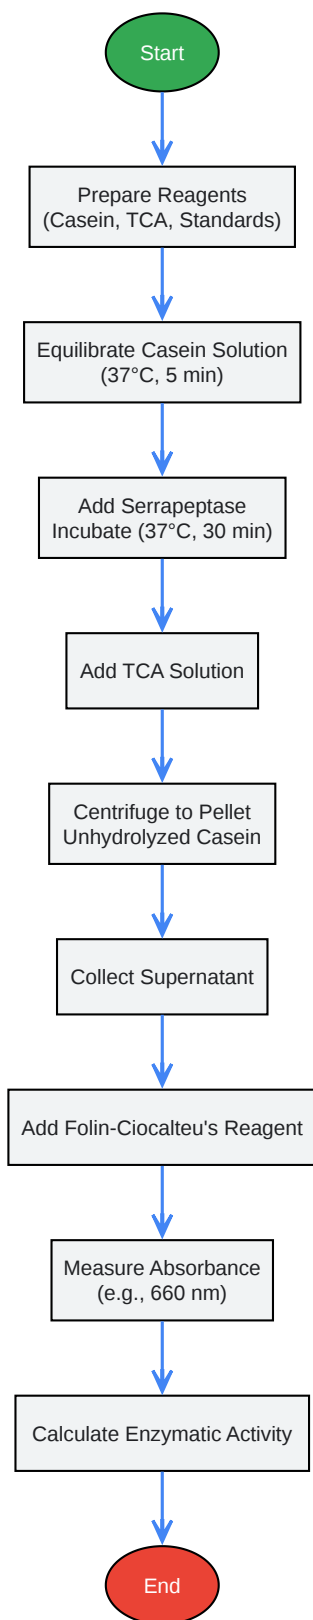 Start
Prepare Reagents
(Casein, TCA, Standards)
Equilibrate Casein Solution
(37°C, 5 min)
Add Serrapeptase
Incubate (37°C, 30 min)
Add TCA Solution
Centrifuge to Pellet
Unhydrolyzed Casein
Collect Supernatant
Add Folin-Ciocalteu's Reagent
Measure Absorbance
(e.g., 660 nm)
Calculate Enzymatic Activity
End